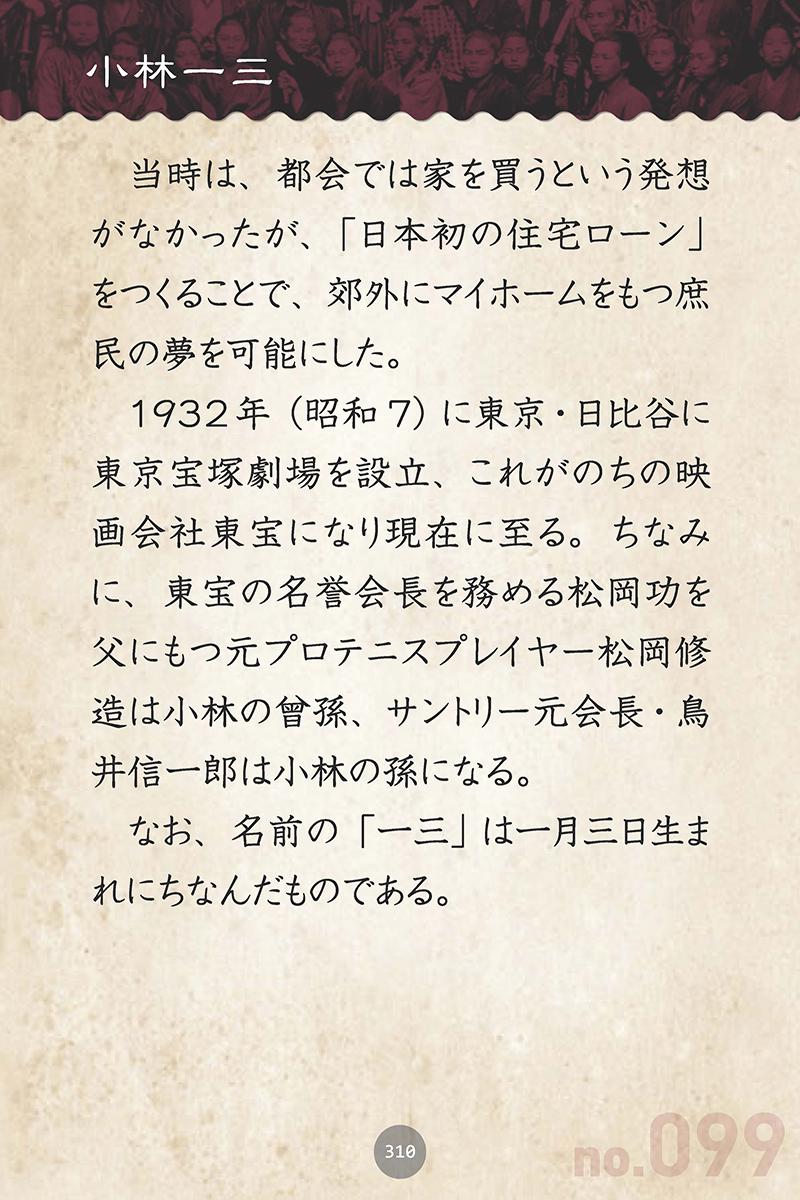 小林一三
当時は、都会では家を買うという発想
がなかったが、「日本初の住宅ローン」
をつくることで、郊外にマイホームをもつ庶
民の夢を可能にした。
1932年（昭和7）に東京・日比谷に
東京宝塚劇場を設立、これがのちの映
画会社東宝になり現在に至る。ちなみ
に、東宝の名誉会長を務める松岡功を
父にもつ元プロテニスプレイヤー松岡修
造は小林の曾孫、サントリー元会長・鳥
井信一郎は小林の孫になる。
なお、名前の「一三」は一月三日生ま
れにちなんだものである。
310
no.099